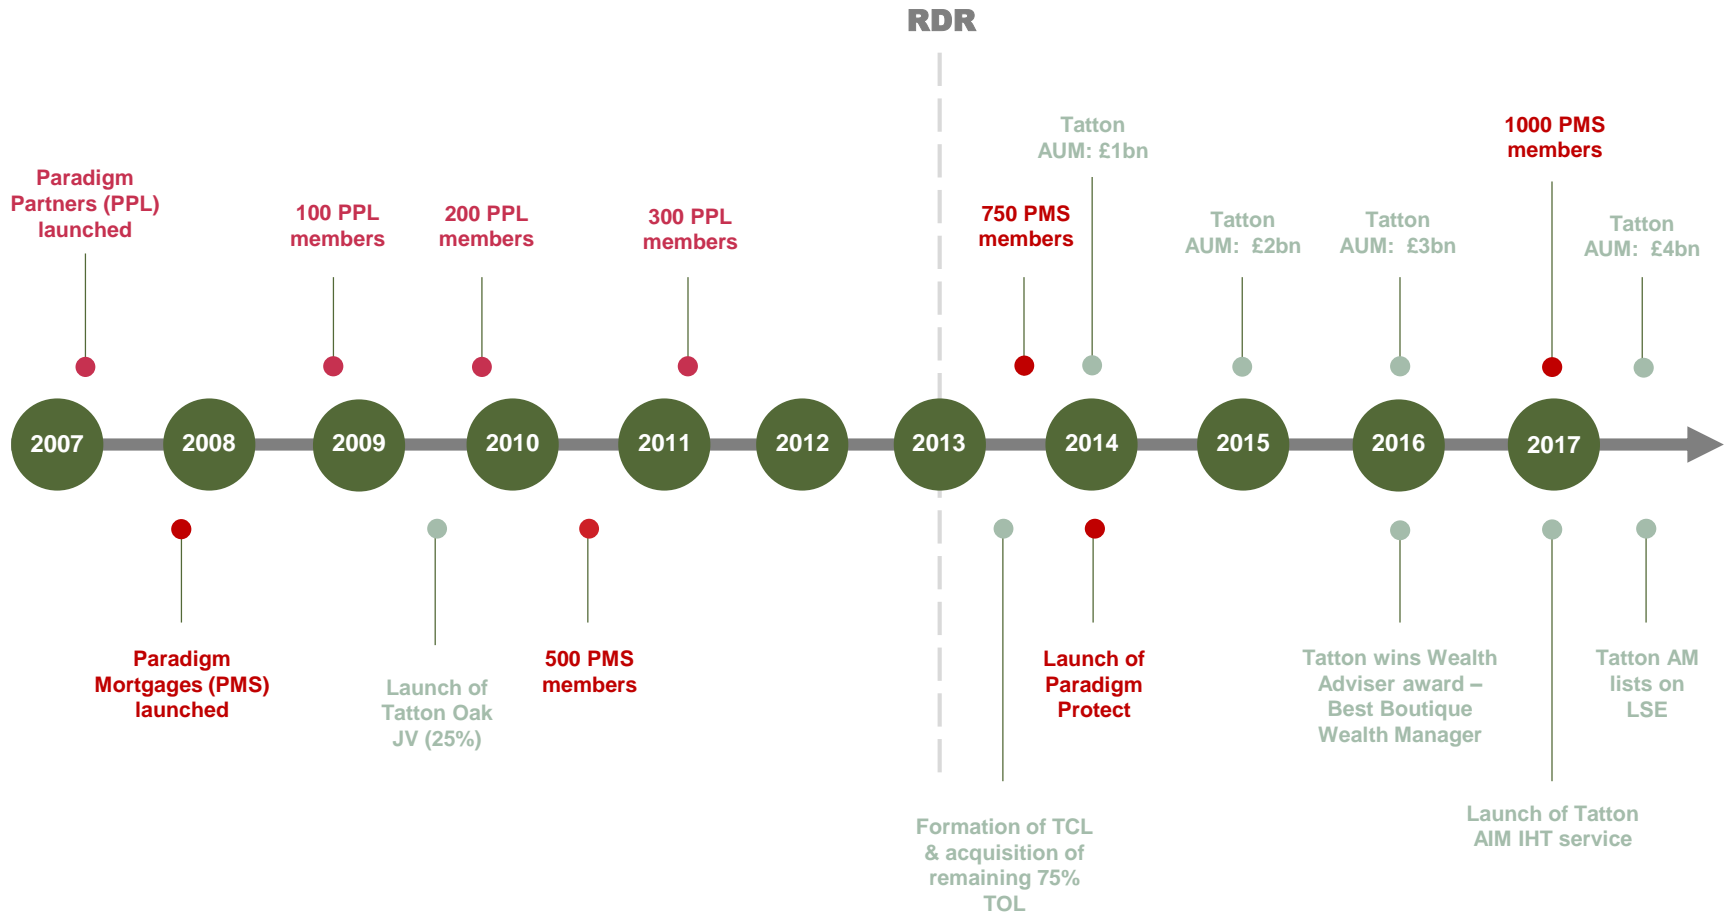 RDR
Paradigm
Partners (PPL)
launched
100 PPL
members
200 PPL
members
300 PPL
members
750 PMS
members
Tatton
AUM: £1bn
Tatton
AUM:  £2bn
Tatton
AUM:  £3bn
1000 PMS
members
Tatton
AUM:  £4bn
2007
2008
2009
2010
2011
2012
2013
2014
2015
2016
2017
Paradigm
Mortgages (PMS)
launched
Launch of
Tatton Oak
JV (25%)
500 PMS
members
Formation of TCL
& acquisition of
remaining 75%
TOL
Launch of
Paradigm
Protect
Tatton wins Wealth
Adviser award –
Best Boutique
Wealth Manager
Launch of Tatton
AIM IHT service
Tatton AM
lists on
LSE